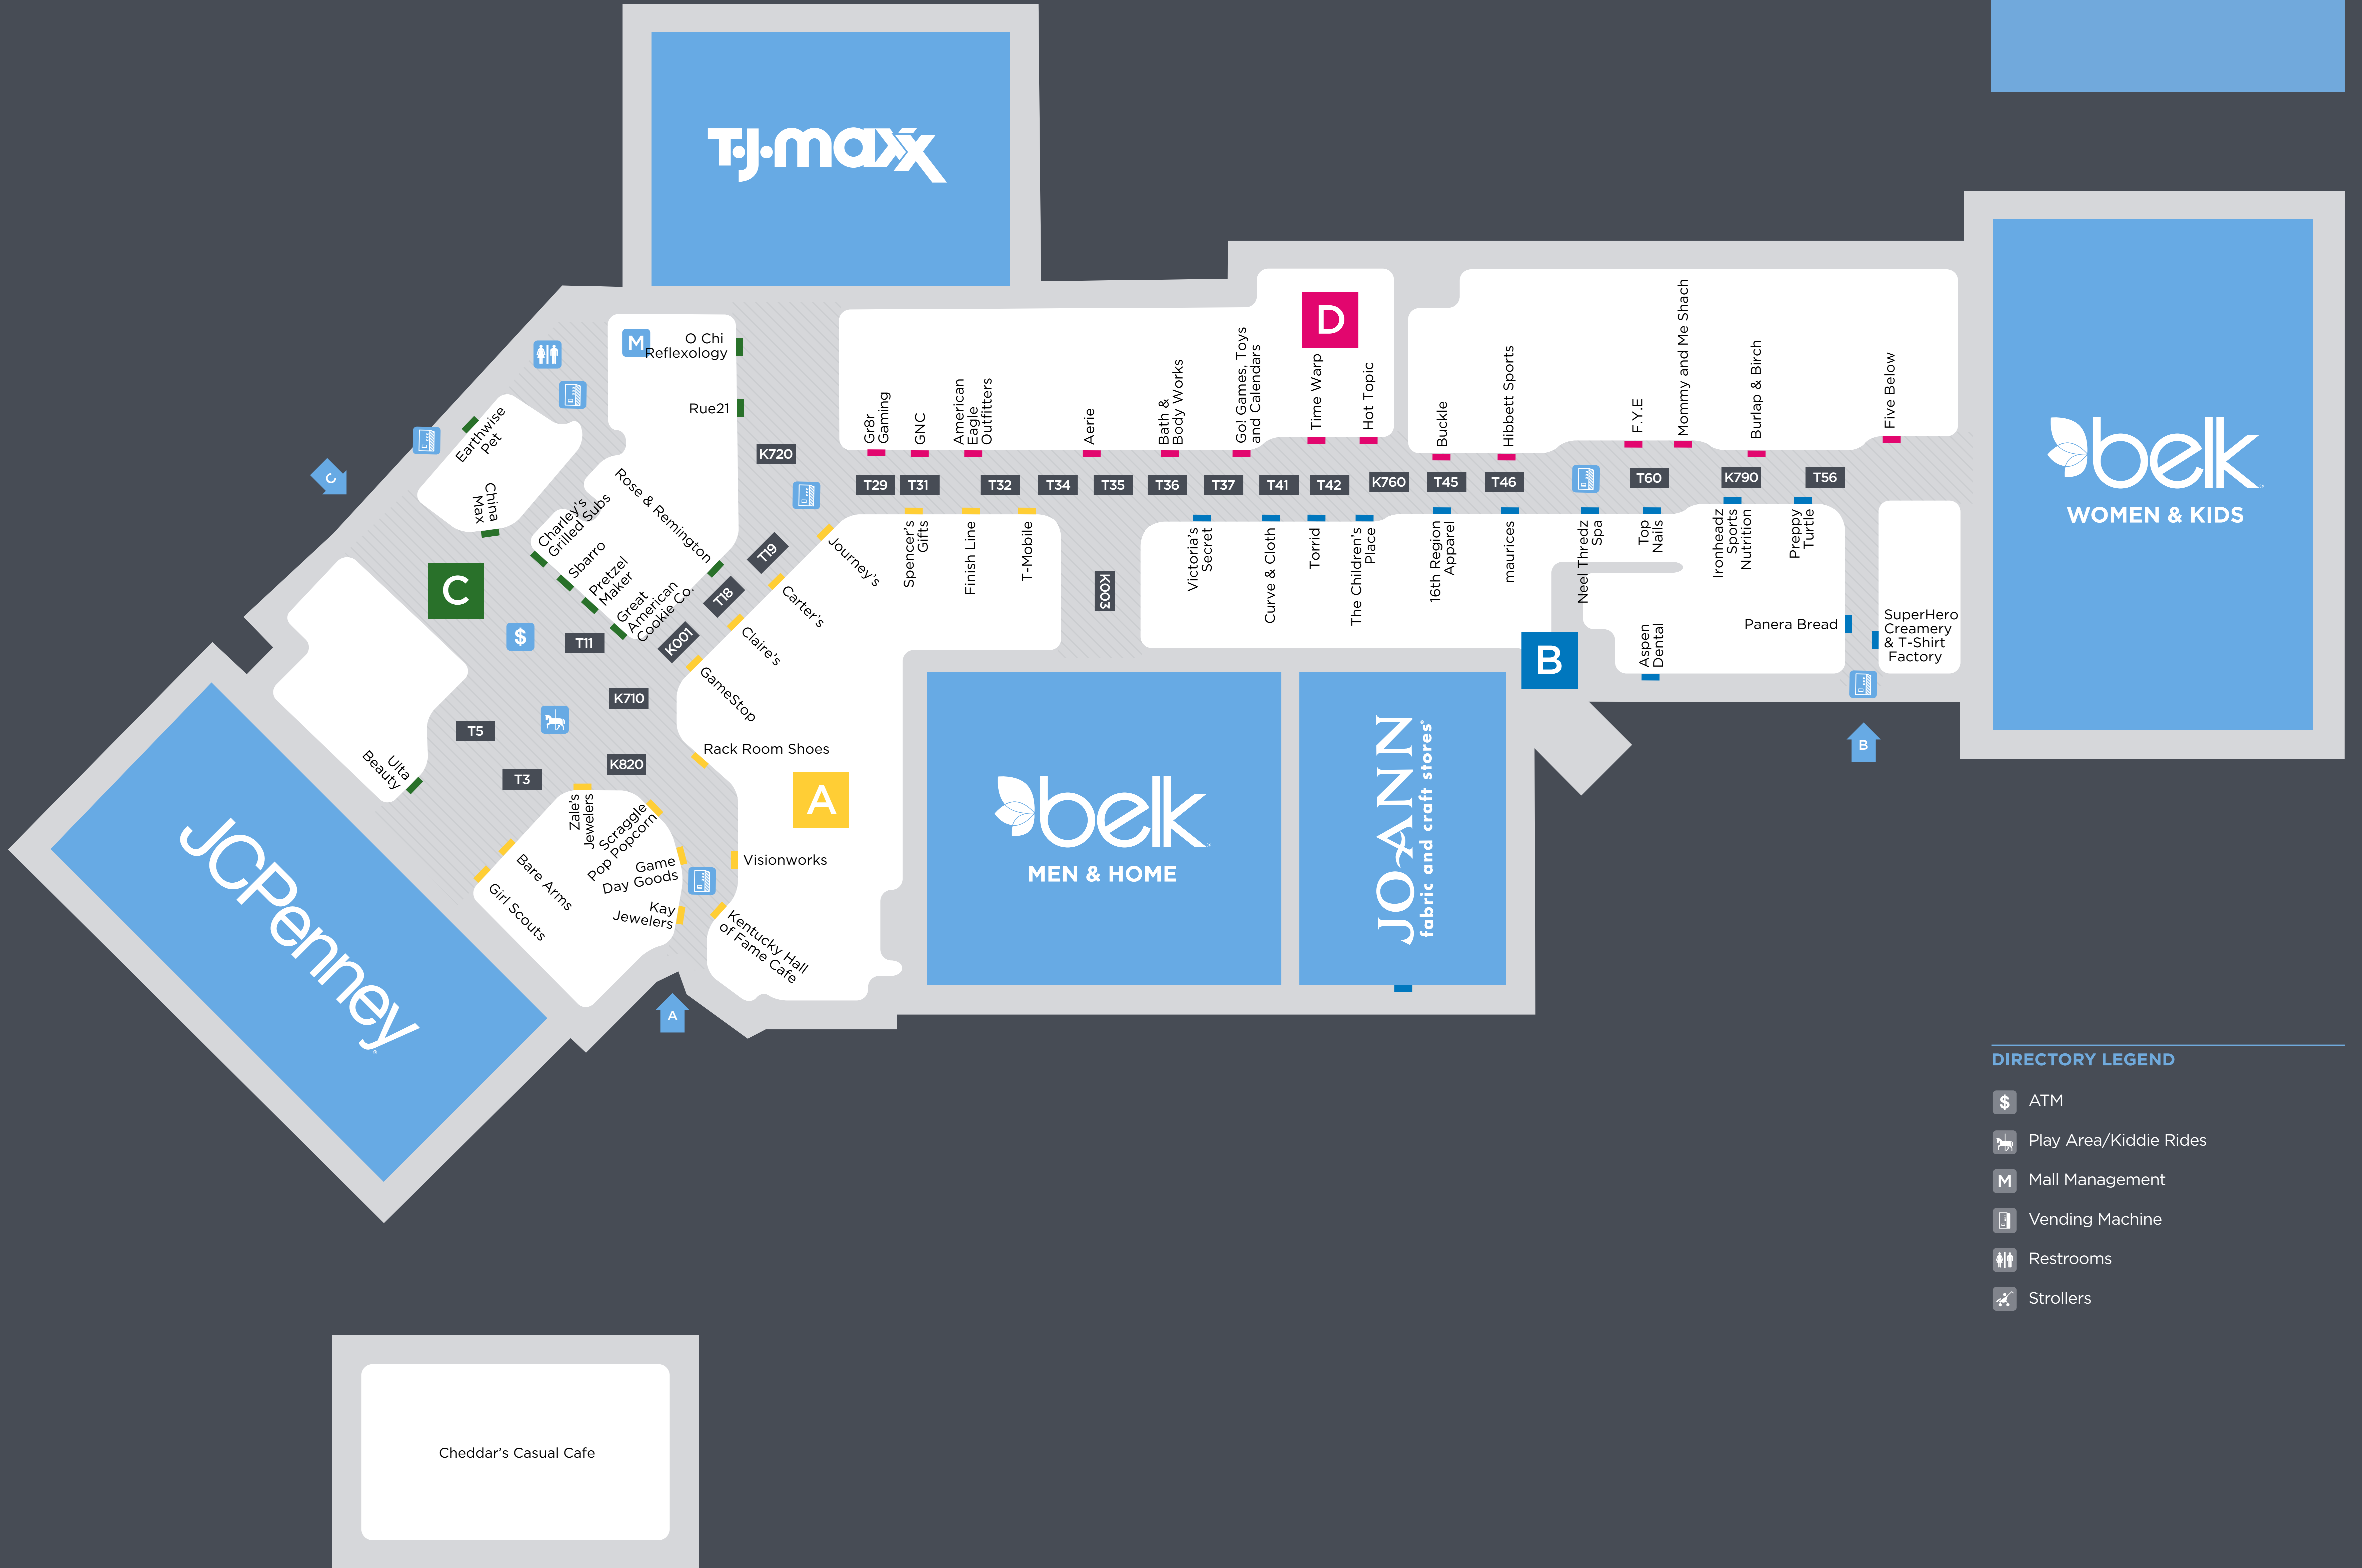 T·J·maxx
belk
WOMEN & KIDS
belk
MEN & HOME
JO-ANN
fabric and craft stores®
JCPenney
M
O Chi
Reflexology
Rue21
Earthwise
Pet
China
Max
Charley's
Grilled Subs
Sbarro
Pretzel
Maker
Great
American
Cookie Co.
Rose & Remington
C
C
$
Ulta
Beauty
D
Gr8r
Gaming
GNC
American
Eagle
Outfitters
Aerie
Bath &
Body Works
Go! Games, Toys
and Calendars
Time Warp
Hot Topic
Buckle
Hibbett Sports
F.Y.E
Mommy and Me Shach
Burlap & Birch
Five Below
K720
T29
T31
T32
T34
T35
T36
T37
T41
T42
K760
T45
T46
T60
K790
T56
T19
T18
K001
T11
K710
T5
T3
K820
K003
Journey's
Carter's
Claire's
GameStop
Rack Room Shoes
A
Visionworks
Kentucky Hall
of Fame Cafe
Spencer's
Gifts
Finish Line
T-Mobile
Victoria's
Secret
Curve & Cloth
Torrid
The Children's
Place
16th Region
Apparel
maurices
Neel Thredz
Spa
Top
Nails
Ironheadz
Sports
Nutrition
Preppy
Turtle
B
Aspen
Dental
Panera Bread
SuperHero
Creamery
& T-Shirt
Factory
B
Zale's
Jewelers
Scraggle
Pop Popcorn
Game
Day Goods
Kay
Jewelers
Bare Arms
Girl Scouts
A
Cheddar's Casual Cafe
DIRECTORY LEGEND
$ ATM
Play Area/Kiddie Rides
M Mall Management
Vending Machine
Restrooms
Strollers